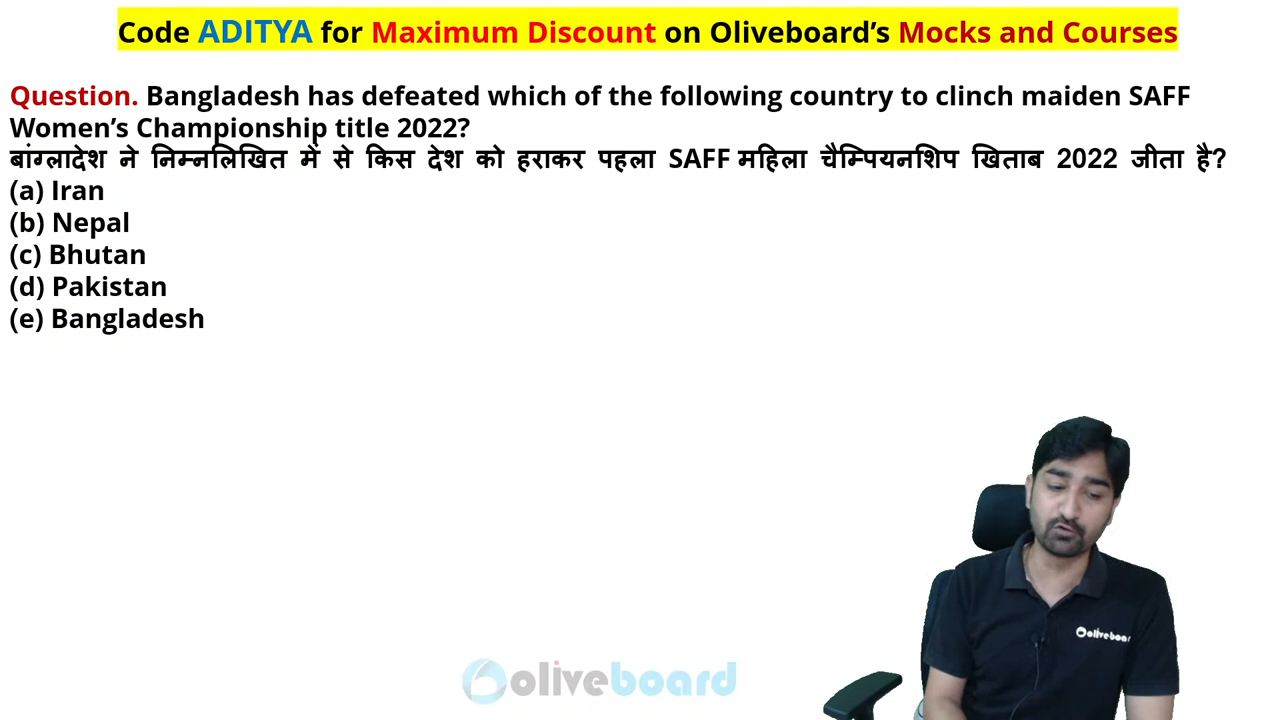 Code ADITYA for Maximum Discount on Oliveboard’s Mocks and Courses
Question. Bangladesh has defeated which of the following country to clinch maiden SAFF
Women’s Championship title 2022?
बांग्लादेश ने निम्नलिखित में से किस देश को हराकर पहला SAFF महिला चैम्पियनशिप खिताब 2022 जीता है?
(a) Iran
(b) Nepal
(c) Bhutan
(d) Pakistan
(e) Bangladesh
oliveboard
oliveboard